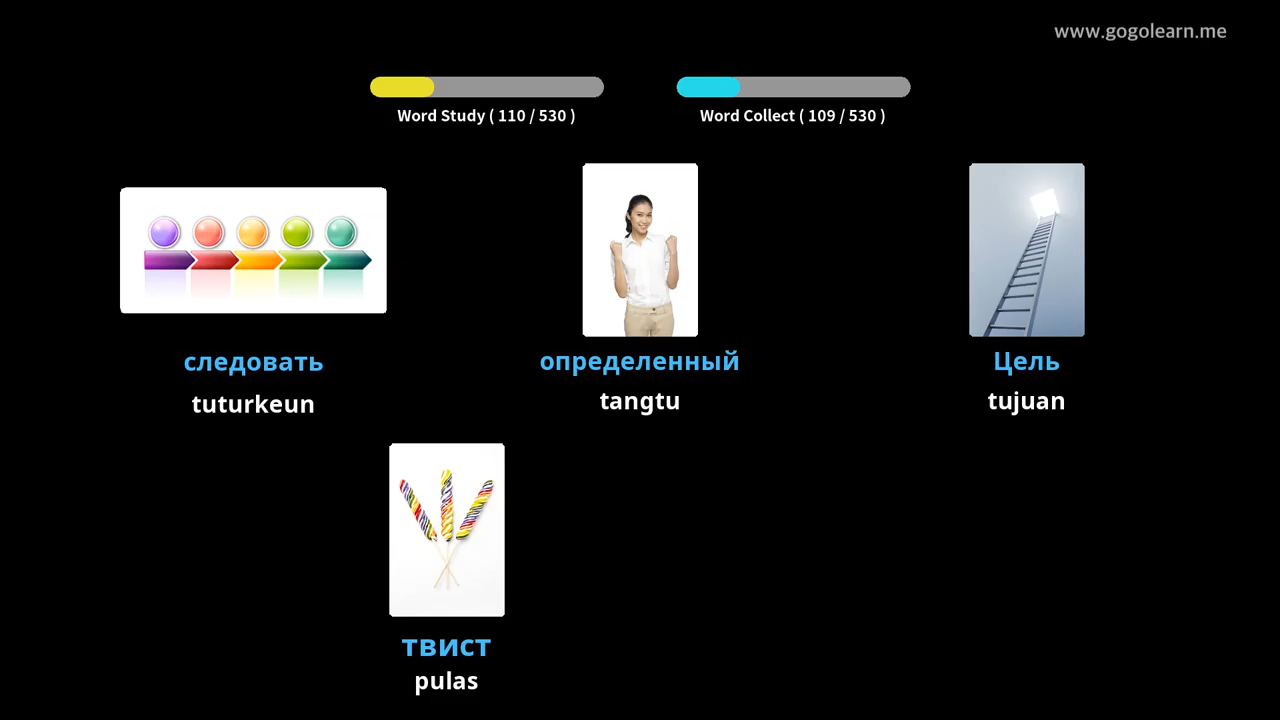 www.gogolearn.me
Word Study ( 110 / 530 )
Word Collect ( 109 / 530 )
следовать
tuturkeun
определенный
tangtu
Цель
tujuan
твист
pulas